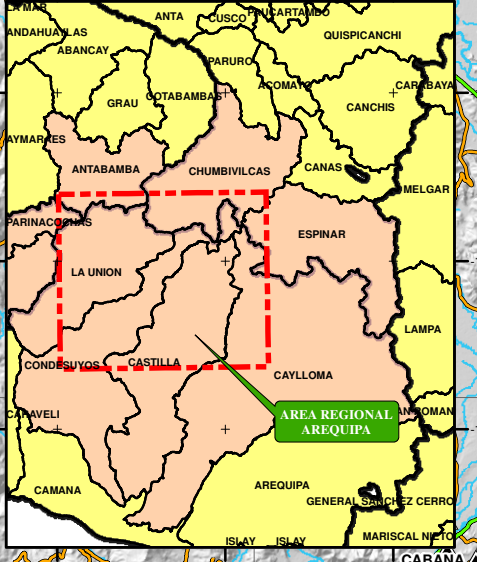 LA MAR
ANTA
CUSCO
PAUCARTAMBO
ANDAHUAYLAS
QUISPICANCHI
ABANCAY
PARURO
ACOMAYO
CARABAYA
COTABAMBAS
GRAU
CANCHIS
AYMARAES
ANTABAMBA
CHUMBIVILCAS
CANAS
MELGAR
PARINACOCHAS
ESPINAR
LA UNION
LAMPA
CONDESUYOS
CASTILLA
CAYLLOMA
CARAVELI
AREA REGIONAL
AREQUIPA
AN ROMAN
CAMANA
AREQUIPA
GENERAL SANCHEZ CERRO
MARISCAL NIETO
ISLAY
ISLAY
CABANA